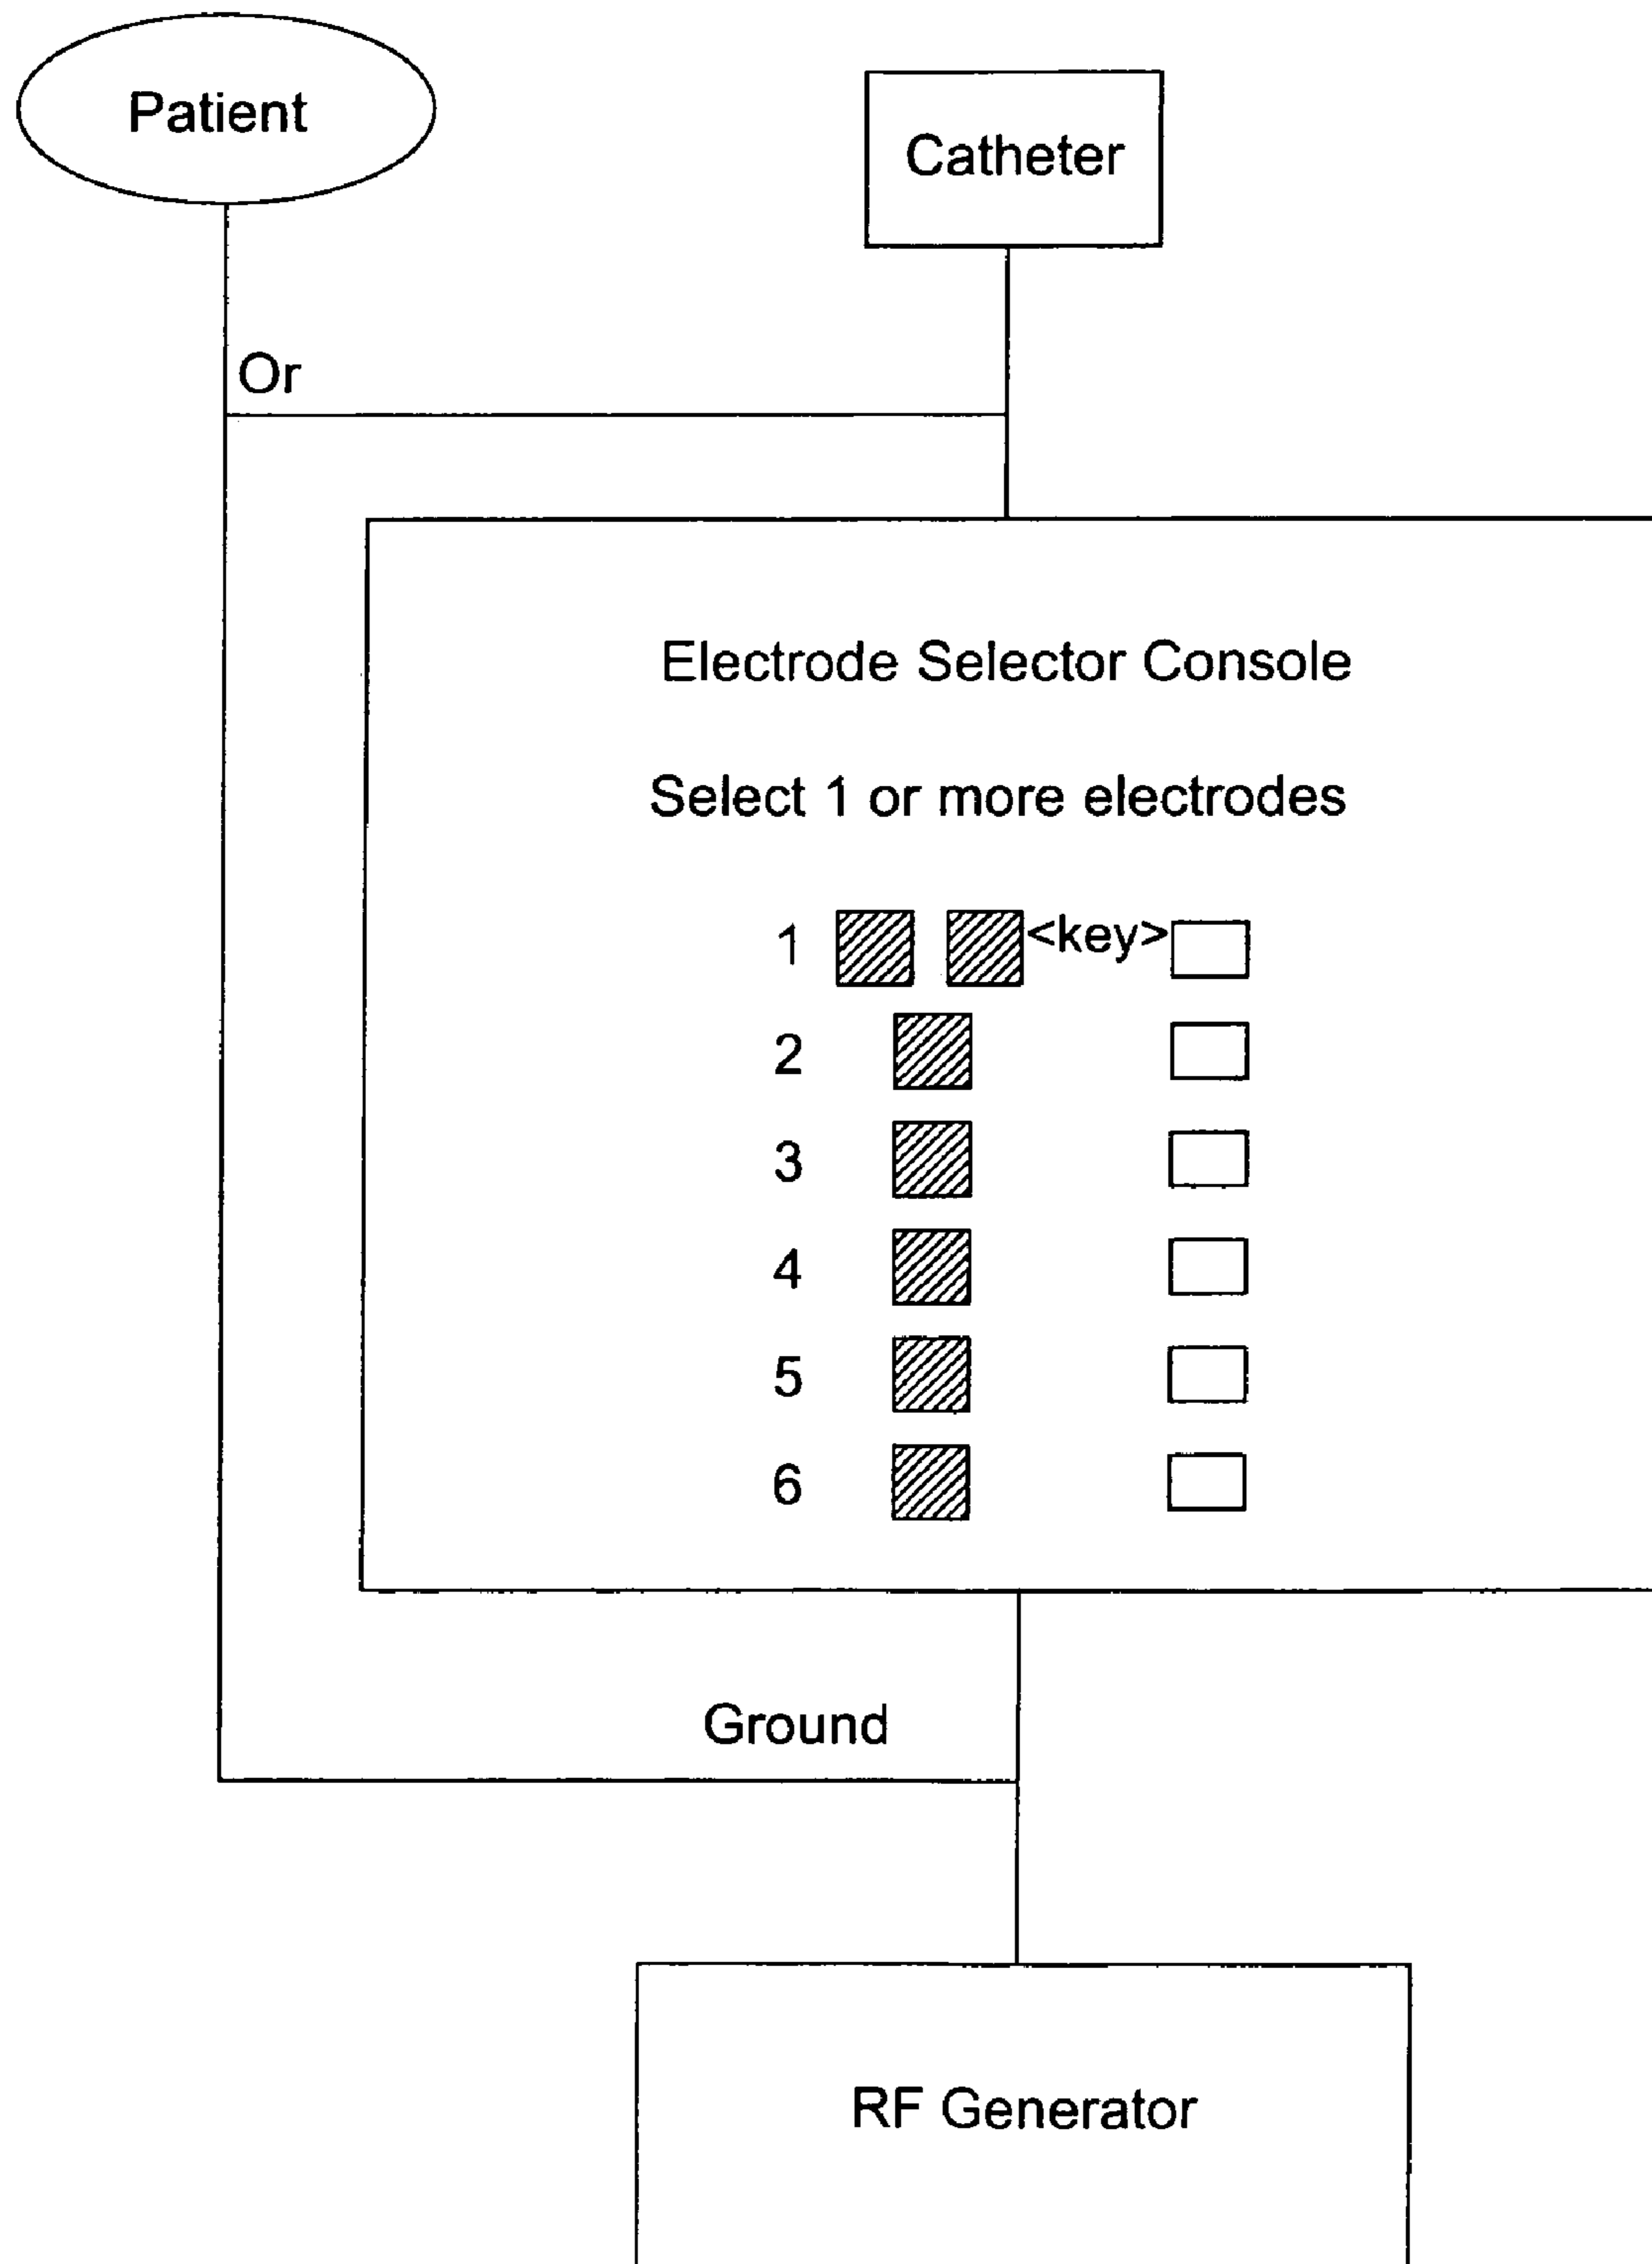 Patient
Catheter
Or
Electrode Selector Console
Select 1 or more electrodes
1 <key>
2
3
4
5
6
Ground
RF Generator